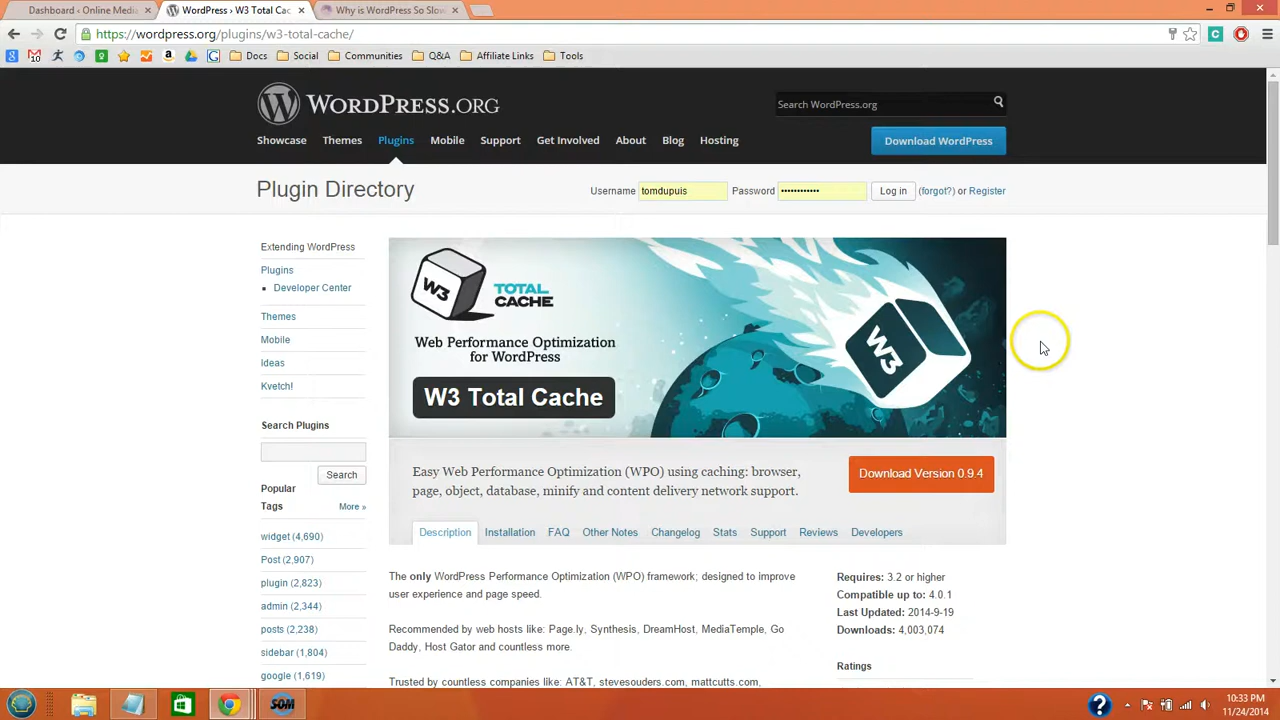 Dashboard ‹ Online Media
WordPress › W3 Total Cac
Why is WordPress So Slow
https://wordpress.org/plugins/w3-total-cache/
Docs
Social
Communities
Q&A
Affiliate Links
Tools
WORDPRESS.ORG
Search WordPress.org
Showcase
Themes
Plugins
Mobile
Support
Get Involved
About
Blog
Hosting
Download WordPress
Plugin Directory
Username
tomdupuis
Password
••••••••••••
Log in
(forgot?) or Register
Extending WordPress
Plugins
Developer Center
Themes
Mobile
Ideas
Kvetch!
Search Plugins
Search
Popular
Tags
More »
widget (4,690)
Post (2,907)
plugin (2,823)
admin (2,344)
posts (2,238)
sidebar (1,804)
google (1,619)
W3
TOTAL
CACHE
Web Performance Optimization
for WordPress
W3 Total Cache
W3
Easy Web Performance Optimization (WPO) using caching: browser,
page, object, database, minify and content delivery network support.
Download Version 0.9.4
Description
Installation
FAQ
Other Notes
Changelog
Stats
Support
Reviews
Developers
The only WordPress Performance Optimization (WPO) framework; designed to improve
user experience and page speed.
Recommended by web hosts like: Page.ly, Synthesis, DreamHost, MediaTemple, Go
Daddy, Host Gator and countless more.
Trusted by countless companies like: AT&T, stevesouders.com, mattcutts.com,
Requires: 3.2 or higher
Compatible up to: 4.0.1
Last Updated: 2014-9-19
Downloads: 4,003,074
Ratings
SOM
10:33 PM
11/24/2014